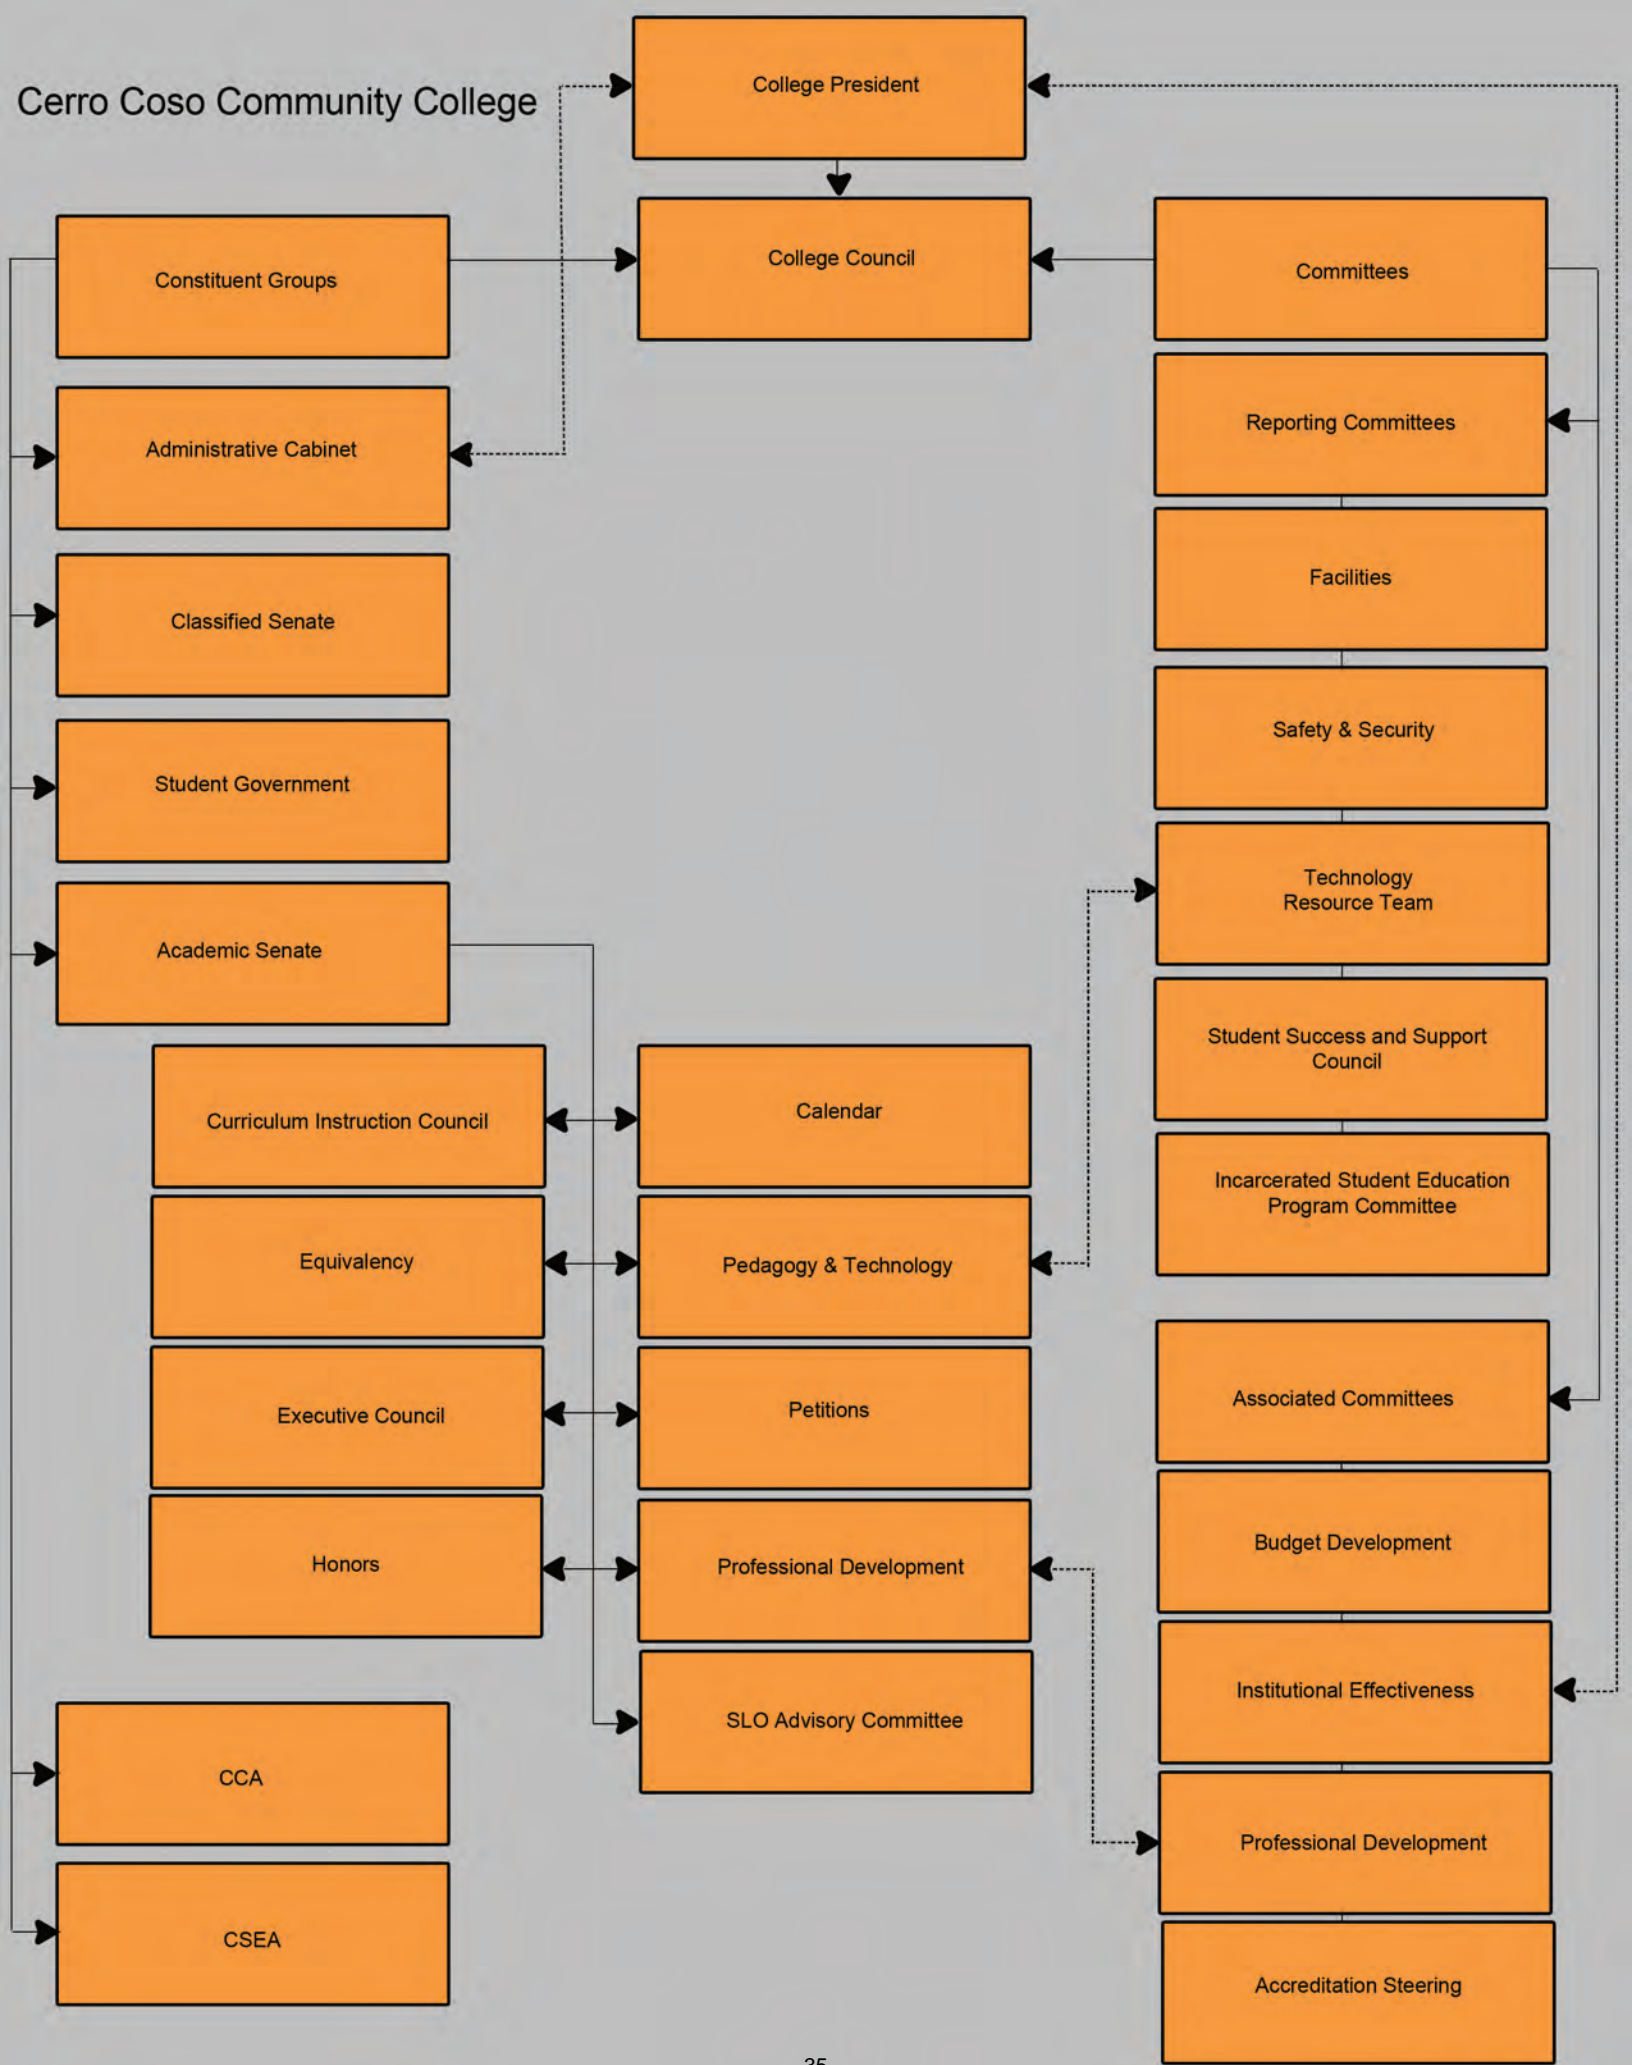 Cerro Coso Community College
College President
College Council
Constituent Groups
Administrative Cabinet
Classified Senate
Student Government
Academic Senate
Curriculum Instruction Council
Equivalency
Executive Council
Honors
CCA
CSEA
Calendar
Pedagogy & Technology
Petitions
Professional Development
SLO Advisory Committee
Committees
Reporting Committees
Facilities
Safety & Security
Technology
Resource Team
Student Success and Support
Council
Incarcerated Student Education
Program Committee
Associated Committees
Budget Development
Institutional Effectiveness
Professional Development
Accreditation Steering
35